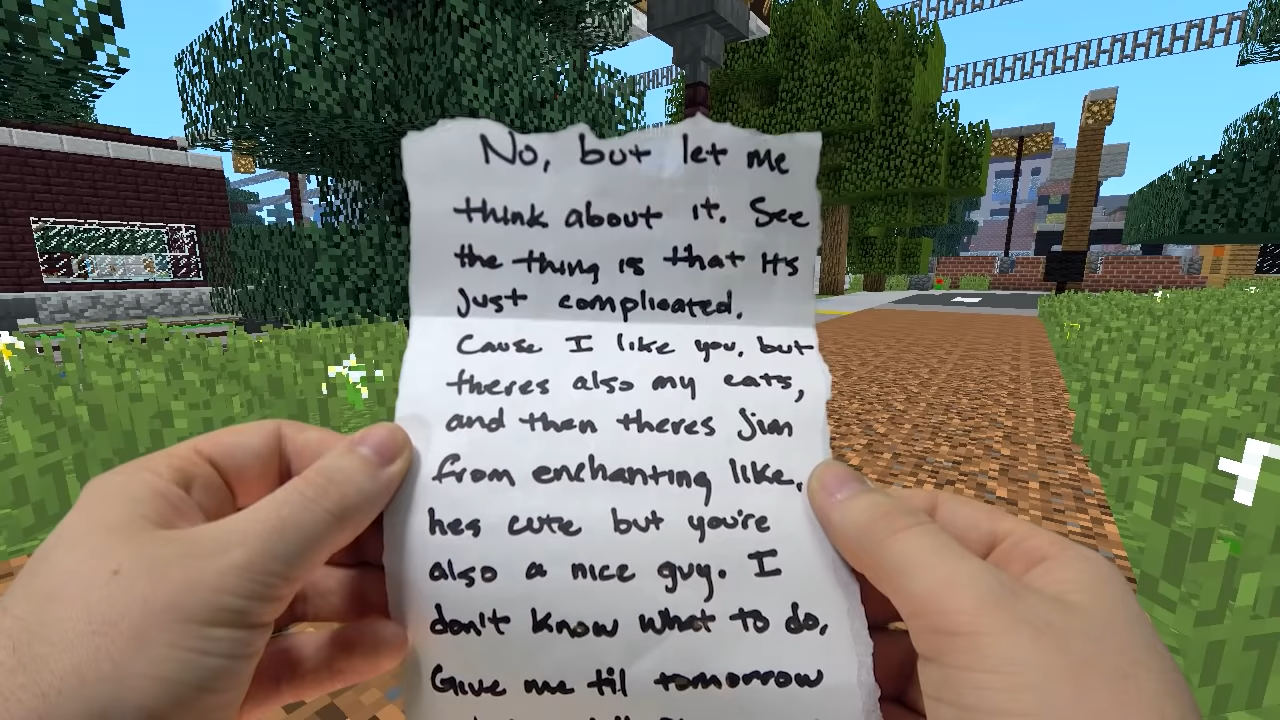 No, but let me
think about it. See
the thing is that its
just complicated.
Cause I like you, but
theres also my cats,
and then theres Jim
from enchanting like,
hes cute but you're
also a nice guy. I
don't know what to do,
Give me til tomorrow